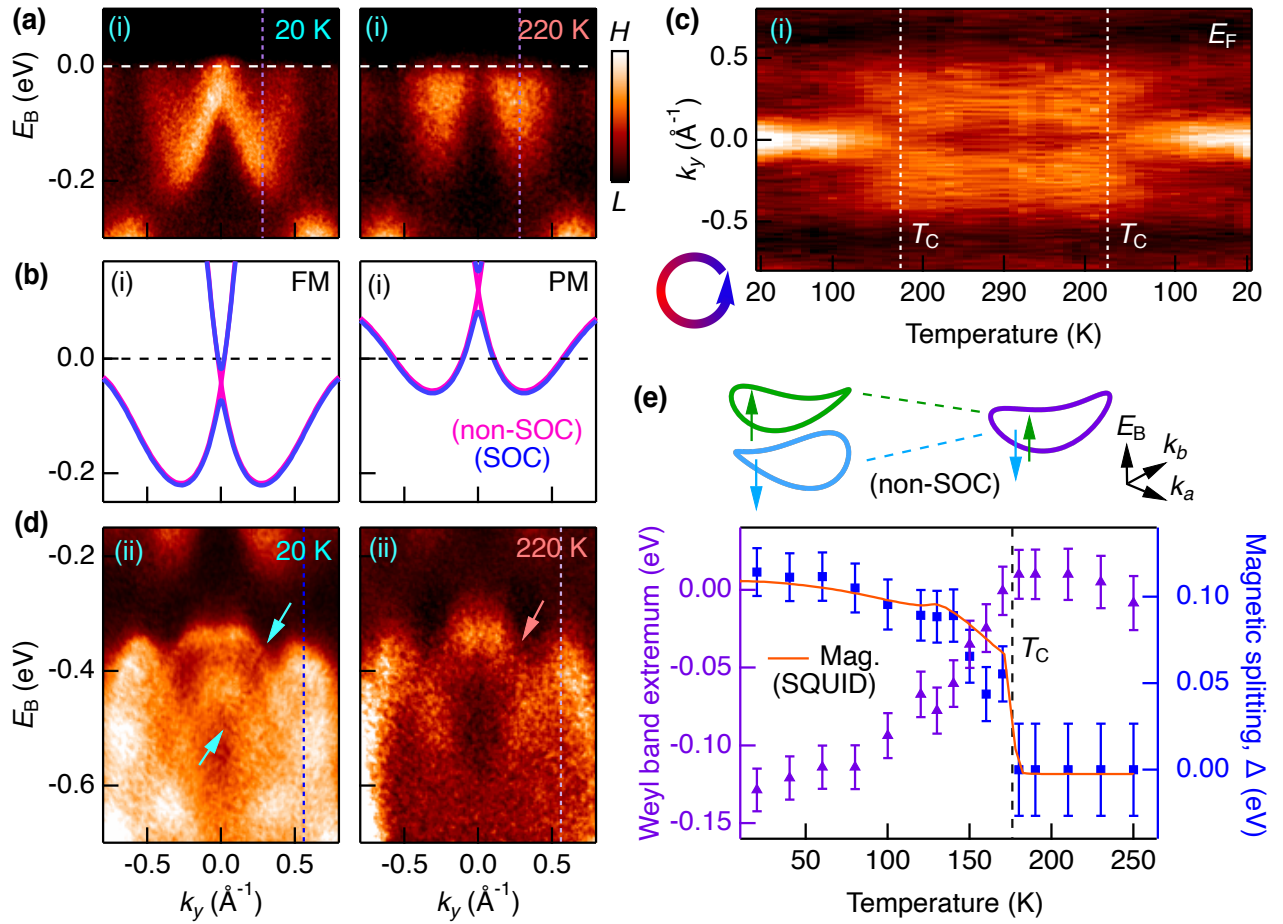 (a)
(i)
20 K
(i)
220 K
H
L
0.0
-0.2
E_B (eV)
(b)
(i)
FM
(i)
PM
0.0
-0.2
(non-SOC)
(SOC)
(d)
(ii)
20 K
(ii)
220 K
-0.2
-0.4
-0.6
E_B (eV)
-0.5
0.0
0.5
-0.5
0.0
0.5
k_y (Å⁻¹)
k_y (Å⁻¹)
(c)
(i)
E_F
0.5
0.0
-0.5
k_y (Å⁻¹)
T_C
T_C
20
100
200
290
200
100
20
Temperature (K)
(e)
(non-SOC)
E_B
k_b
k_a
Weyl band extremum (eV)
0.00
-0.05
-0.10
-0.15
Mag.
(SQUID)
T_C
0.10
0.05
0.00
Magnetic splitting, Δ (eV)
50
100
150
200
250
Temperature (K)